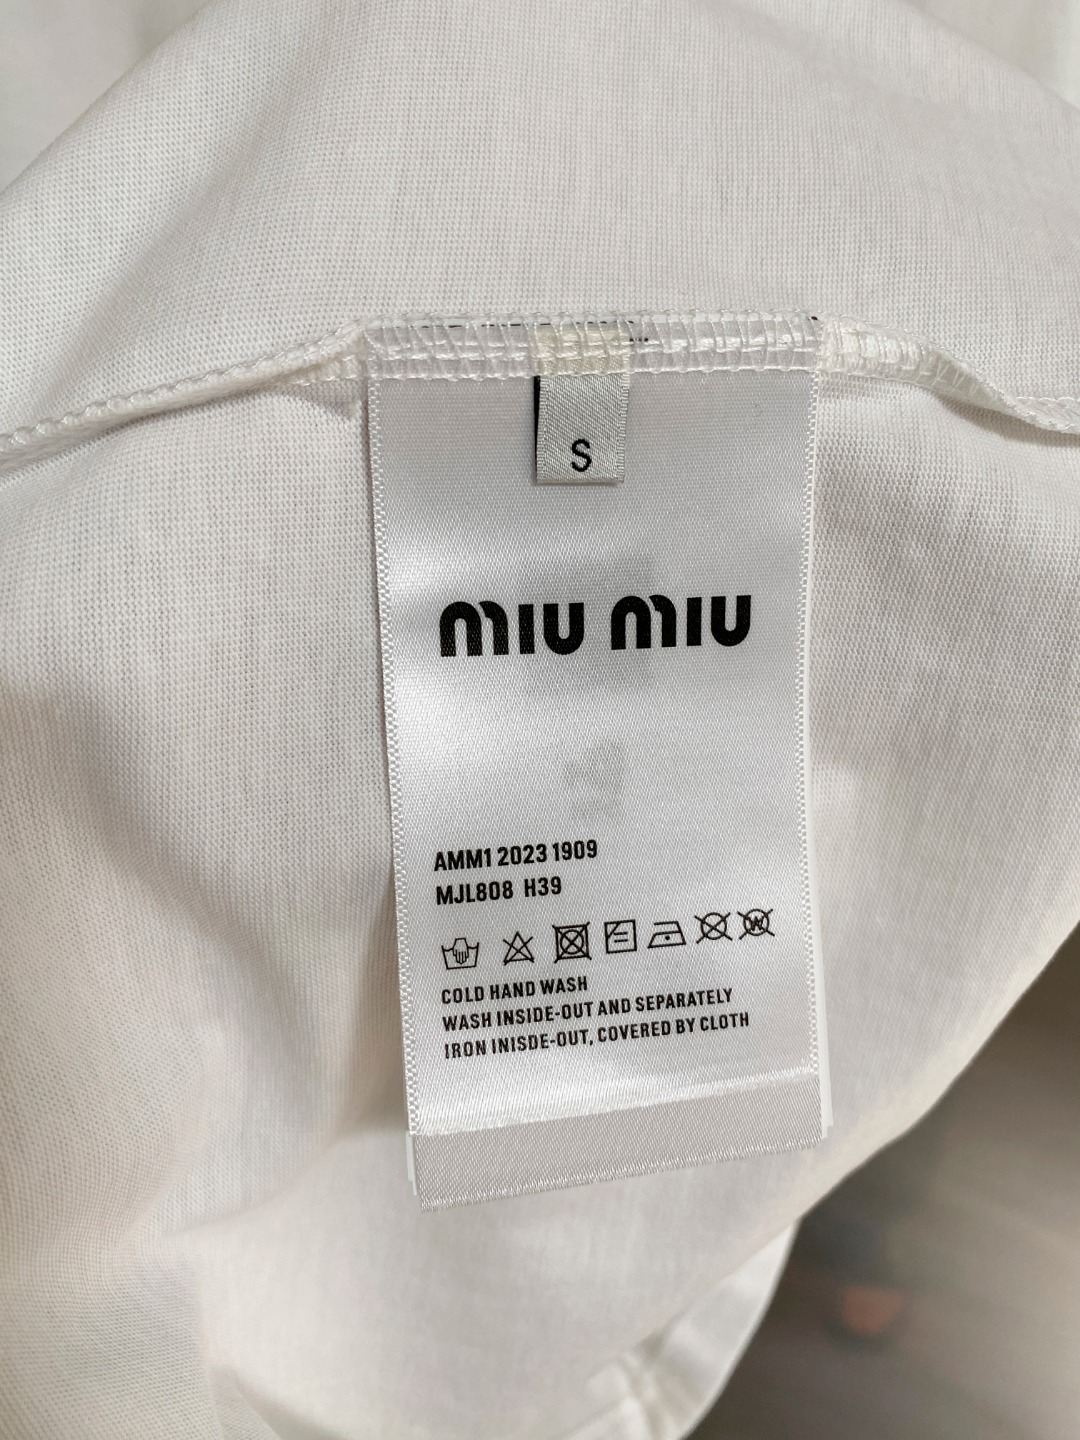 S
MIU MIU
AMM1 2023 1909
MJL808 H39
W
COLD HAND WASH
WASH INSIDE-OUT AND SEPARATELY
IRON INISDE-OUT, COVERED BY CLOTH